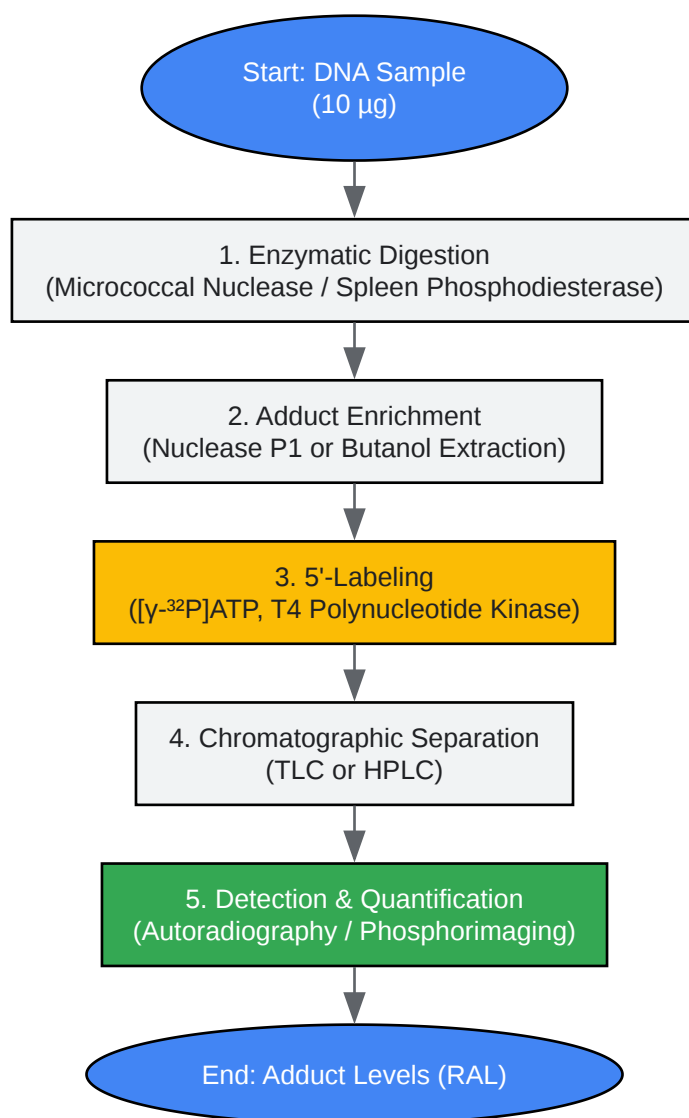 Start: DNA Sample
(10 µg)
1. Enzymatic Digestion
(Micrococcal Nuclease / Spleen Phosphodiesterase)
2. Adduct Enrichment
(Nuclease P1 or Butanol Extraction)
3. 5'-Labeling
([γ-³²P]ATP, T4 Polynucleotide Kinase)
4. Chromatographic Separation
(TLC or HPLC)
5. Detection & Quantification
(Autoradiography / Phosphorimaging)
End: Adduct Levels (RAL)